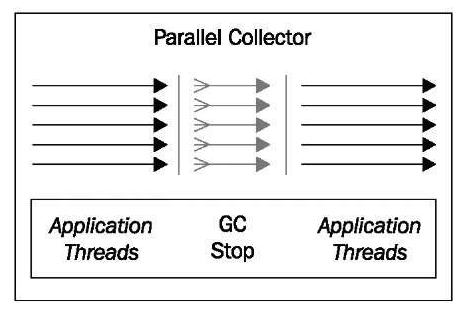 Parallel Collector
Application
Threads
GC
Stop
Application
Threads